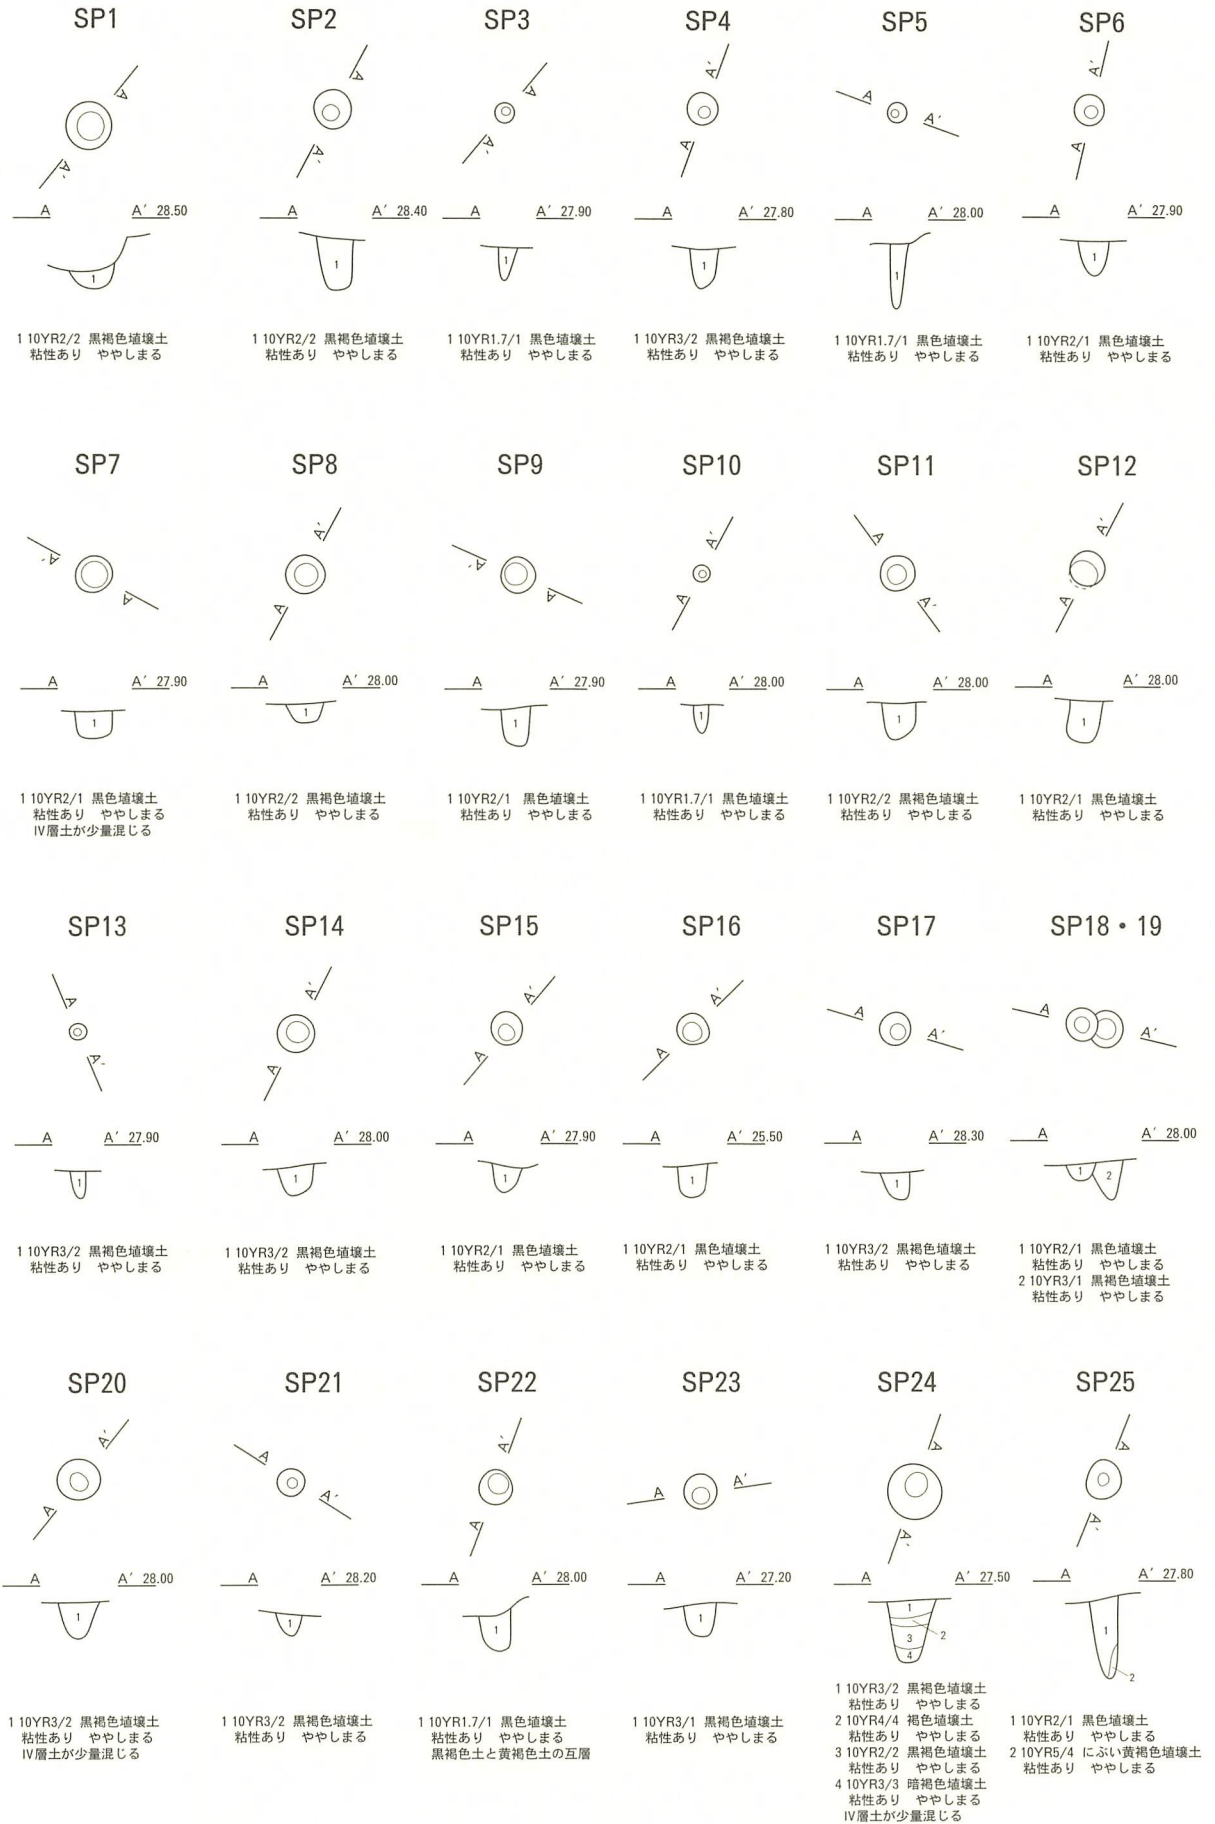 SP1
A
A′
A A′ 28.50
1
1 10YR2/2 黒褐色埴壌土
粘性あり ややしまる
SP2
A
A′
A A′ 28.40
1
1 10YR2/2 黒褐色埴壌土
粘性あり ややしまる
SP3
A
A′
A A′ 27.90
1
1 10YR1.7/1 黒色埴壌土
粘性あり ややしまる
SP4
A′
A
A A′ 27.80
1
1 10YR3/2 黒褐色埴壌土
粘性あり ややしまる
SP5
A
A′
A A′ 28.00
1
1 10YR1.7/1 黒色埴壌土
粘性あり ややしまる
SP6
A′
A
A A′ 27.90
1
1 10YR2/1 黒色埴壌土
粘性あり ややしまる
SP7
A′
A
A A′ 27.90
1
1 10YR2/1 黒色埴壌土
粘性あり ややしまる
Ⅳ層土が少量混じる
SP8
A′
A
A A′ 28.00
1
1 10YR2/2 黒褐色埴壌土
粘性あり ややしまる
SP9
A′
A
A A′ 27.90
1
1 10YR2/1 黒色埴壌土
粘性あり ややしまる
SP10
A′
A
A A′ 28.00
1
1 10YR1.7/1 黒色埴壌土
粘性あり ややしまる
SP11
A
A′
A A′ 28.00
1
1 10YR2/2 黒褐色埴壌土
粘性あり ややしまる
SP12
A′
A
A A′ 28.00
1
1 10YR2/1 黒色埴壌土
粘性あり ややしまる
SP13
A
A′
A A′ 27.90
1
1 10YR3/2 黒褐色埴壌土
粘性あり ややしまる
SP14
A′
A
A A′ 28.00
1
1 10YR3/2 黒褐色埴壌土
粘性あり ややしまる
SP15
A′
A
A A′ 27.90
1
1 10YR2/1 黒色埴壌土
粘性あり ややしまる
SP16
A′
A
A A′ 25.50
1
1 10YR2/1 黒色埴壌土
粘性あり ややしまる
SP17
A
A′
A A′ 28.30
1
1 10YR3/2 黒褐色埴壌土
粘性あり ややしまる
SP18・19
A
A′
A A′ 28.00
1 2
1 10YR2/1 黒色埴壌土
粘性あり ややしまる
2 10YR3/1 黒褐色埴壌土
粘性あり ややしまる
SP20
A′
A
A A′ 28.00
1
1 10YR3/2 黒褐色埴壌土
粘性あり ややしまる
Ⅳ層土が少量混じる
SP21
A
A′
A A′ 28.20
1
1 10YR3/2 黒褐色埴壌土
粘性あり ややしまる
SP22
A′
A
A A′ 28.00
1
1 10YR1.7/1 黒色埴壌土
粘性あり ややしまる
黒褐色土と黄褐色土の互層
SP23
A
A′
A A′ 27.20
1
1 10YR3/1 黒褐色埴壌土
粘性あり ややしまる
SP24
A
A′
A A′ 27.50
1
2
3
4
1 10YR3/2 黒褐色埴壌土
粘性あり ややしまる
2 10YR4/4 褐色埴壌土
粘性あり ややしまる
3 10YR2/2 黒褐色埴壌土
粘性あり ややしまる
4 10YR3/3 暗褐色埴壌土
粘性あり ややしまる
Ⅳ層土が少量混じる
SP25
A
A′
A A′ 27.80
1
2
1 10YR2/1 黒色埴壌土
粘性あり ややしまる
2 10YR5/4 にぶい黄褐色埴壌土
粘性あり ややしまる